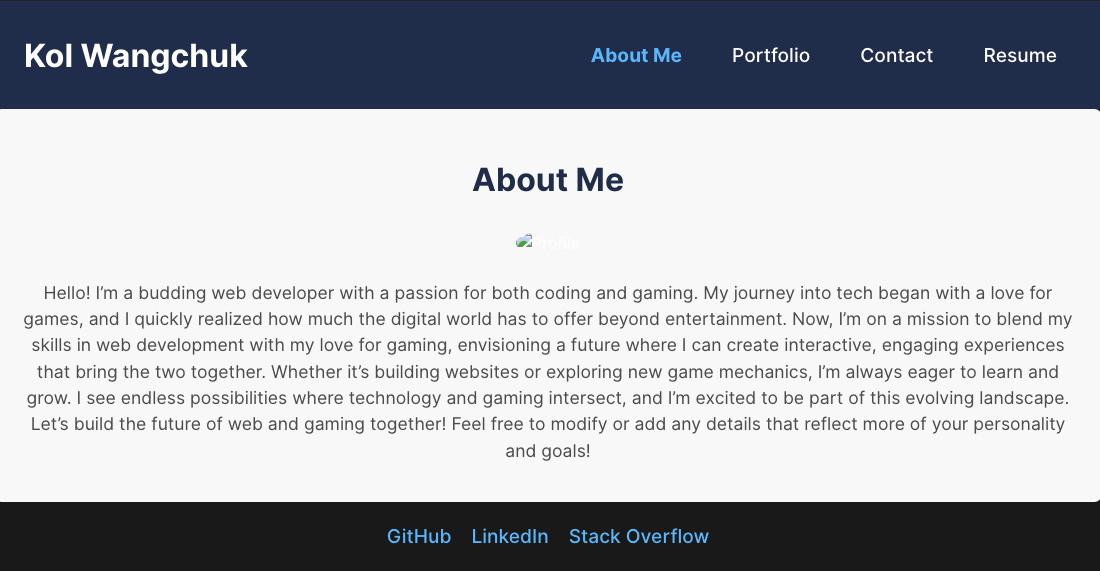 Kol Wangchuk
About Me
Portfolio
Contact
Resume
About Me
Profile
Hello! I’m a budding web developer with a passion for both coding and gaming. My journey into tech began with a love for
games, and I quickly realized how much the digital world has to offer beyond entertainment. Now, I’m on a mission to blend my
skills in web development with my love for gaming, envisioning a future where I can create interactive, engaging experiences
that bring the two together. Whether it’s building websites or exploring new game mechanics, I’m always eager to learn and
grow. I see endless possibilities where technology and gaming intersect, and I’m excited to be part of this evolving landscape.
Let’s build the future of web and gaming together! Feel free to modify or add any details that reflect more of your personality
and goals!
GitHub
LinkedIn
Stack Overflow